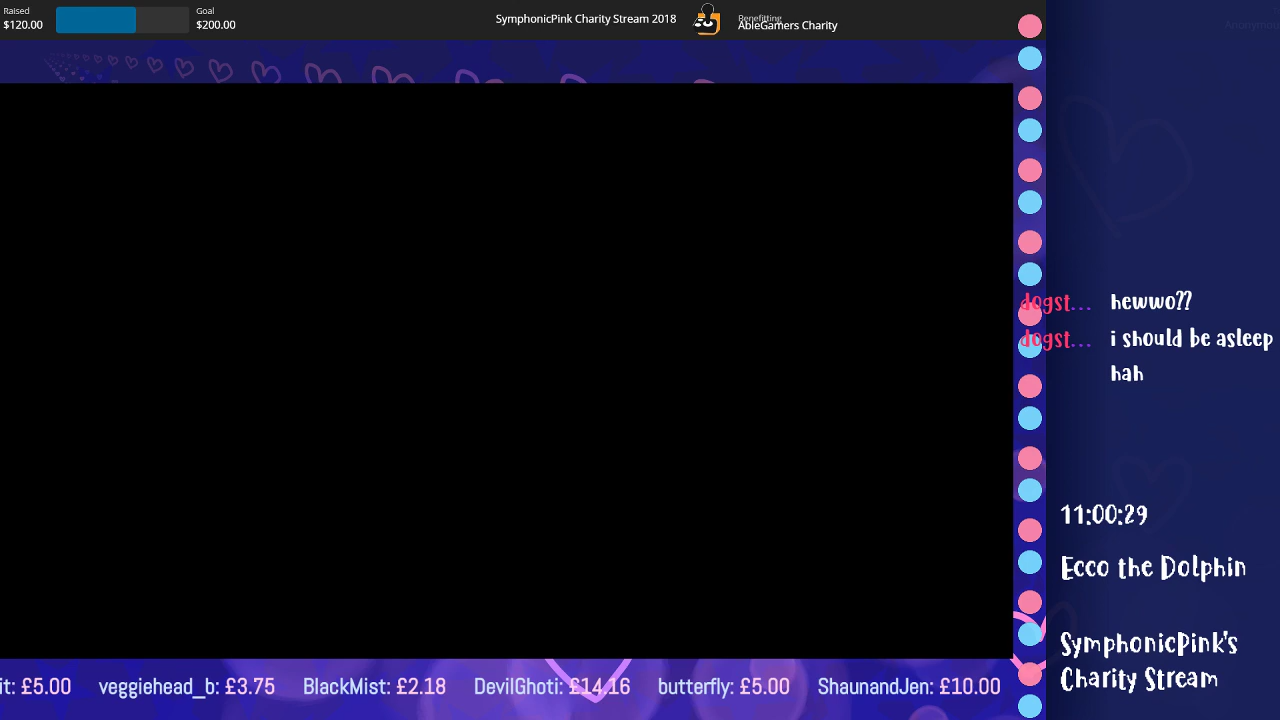 Raised
$120.00
Goal
$200.00
SymphonicPink Charity Stream 2018
Benefitting
AbleGamers Charity
dogst... hewwo??
dogst... i should be asleep
hah
11:00:29
Ecco the Dolphin
SymphonicPink's
Charity Stream
it: £5.00 veggiehead_b: £3.75 BlackMist: £2.18 DevilGhoti: £14.16 butterfly: £5.00 ShaunandJen: £10.00